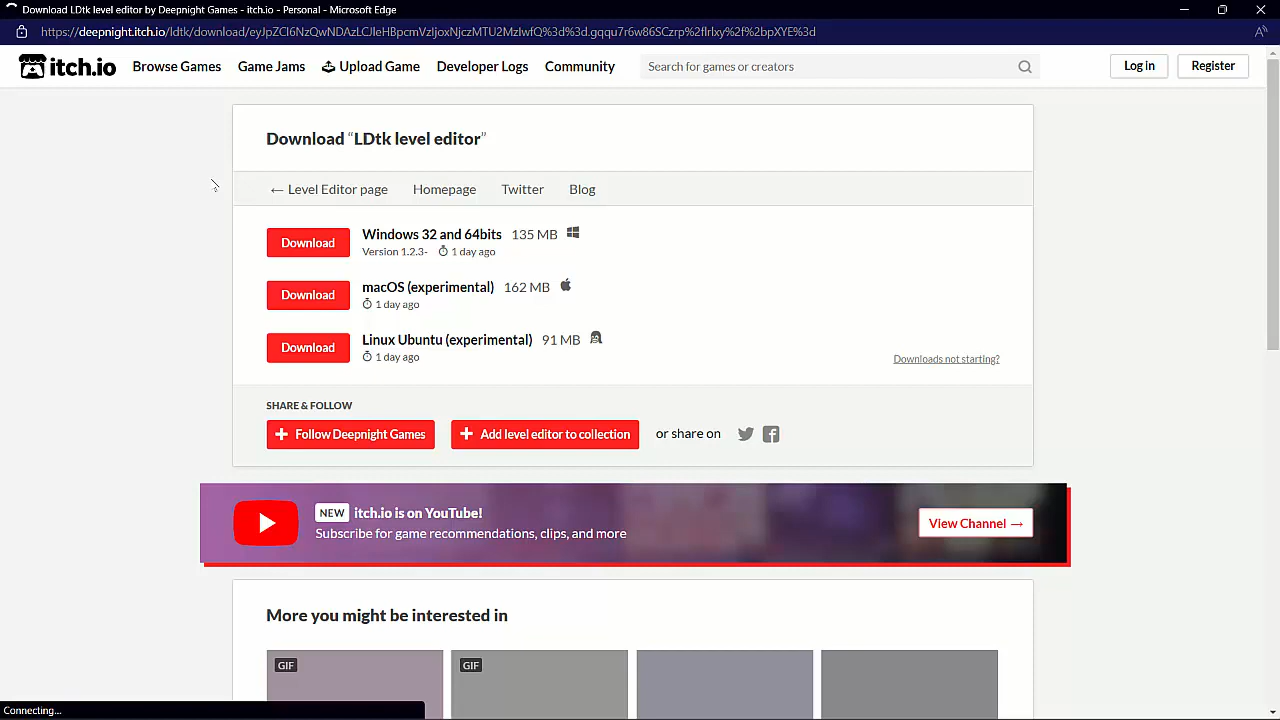 Download LDtk level editor by Deepnight Games - itch.io - Personal - Microsoft Edge
https://deepnight.itch.io/ldtk/download/eyJpZCI6NzQwNDAzLCJleHBpcmVzIjoxNjczMTU2MzIwfQ%3d%3d.gqqu7r6w86SCzrp%2flrlxy%2f%2bpXYE%3d
itch.io Browse Games Game Jams Upload Game Developer Logs Community Search for games or creators Log in Register
Download “LDtk level editor”
← Level Editor page Homepage Twitter Blog
Download Windows 32 and 64bits 135 MB
Version 1.2.3- 1 day ago
Download macOS (experimental) 162 MB
1 day ago
Download Linux Ubuntu (experimental) 91 MB
1 day ago
Downloads not starting?
SHARE & FOLLOW
Follow Deepnight Games Add level editor to collection or share on
NEW itch.io is on YouTube!
Subscribe for game recommendations, clips, and more
View Channel →
More you might be interested in
GIF GIF
Connecting...